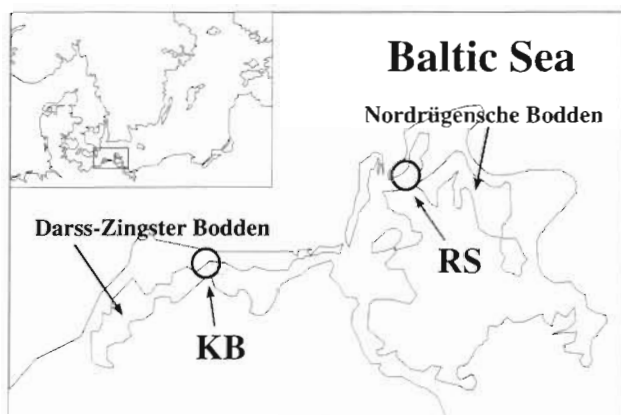 Baltic Sea
Nordrügensche Bodden
Darss-Zingster Bodden
RS
KB